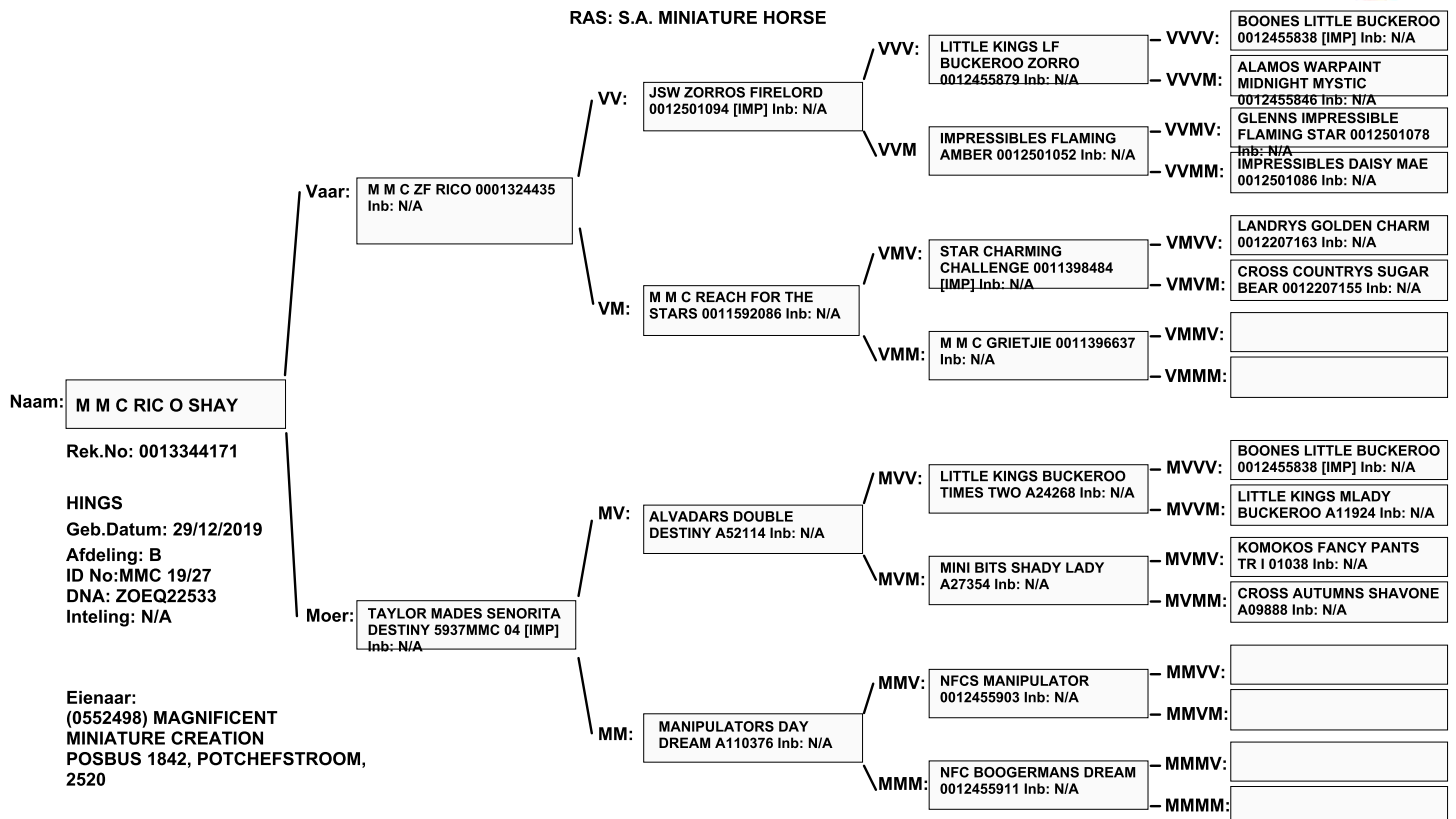 RAS: S.A. MINIATURE HORSE
Naam:
M M C RIC O SHAY
Rek.No: 0013344171
HINGS
Geb.Datum: 29/12/2019
Afdeling: B
ID No:MMC 19/27
DNA: ZOEQ22533
Inteling: N/A
Eienaar:
(0552498) MAGNIFICENT
MINIATURE CREATION
POSBUS 1842, POTCHEFSTROOM,
2520
Vaar:
M M C ZF RICO 0001324435
Inb: N/A
Moer:
TAYLOR MADES SENORITA
DESTINY 5937MMC 04 [IMP]
Inb: N/A
VV:
JSW ZORROS FIRELORD
0012501094 [IMP] Inb: N/A
VM:
M M C REACH FOR THE
STARS 0011592086 Inb: N/A
MV:
ALVADARS DOUBLE
DESTINY A52114 Inb: N/A
MM:
MANIPULATORS DAY
DREAM A110376 Inb: N/A
VVV:
LITTLE KINGS LF
BUCKEROO ZORRO
0012455879 Inb: N/A
VVM
IMPRESSIBLES FLAMING
AMBER 0012501052 Inb: N/A
VMV:
STAR CHARMING
CHALLENGE 0011398484
[IMP] Inb: N/A
VMM:
M M C GRIETJIE 0011396637
Inb: N/A
MVV:
LITTLE KINGS BUCKEROO
TIMES TWO A24268 Inb: N/A
MVM:
MINI BITS SHADY LADY
A27354 Inb: N/A
MMV:
NFCS MANIPULATOR
0012455903 Inb: N/A
MMM:
NFC BOOGERMANS DREAM
0012455911 Inb: N/A
VVVV:
BOONES LITTLE BUCKEROO
0012455838 [IMP] Inb: N/A
VVVM:
ALAMOS WARPAINT
MIDNIGHT MYSTIC
0012455846 Inb: N/A
VVMV:
GLENNS IMPRESSIBLE
FLAMING STAR 0012501078
Inb: N/A
VVMM:
IMPRESSIBLES DAISY MAE
0012501086 Inb: N/A
VMVV:
LANDRYS GOLDEN CHARM
0012207163 Inb: N/A
VMVM:
CROSS COUNTRYS SUGAR
BEAR 0012207155 Inb: N/A
VMMV:
VMMM:
MVVV:
BOONES LITTLE BUCKEROO
0012455838 [IMP] Inb: N/A
MVVM:
LITTLE KINGS MLADY
BUCKEROO A11924 Inb: N/A
MVMV:
KOMOKOS FANCY PANTS
TR I 01038 Inb: N/A
MVMM:
CROSS AUTUMNS SHAVONE
A09888 Inb: N/A
MMVV:
MMVM:
MMMV:
MMMM: